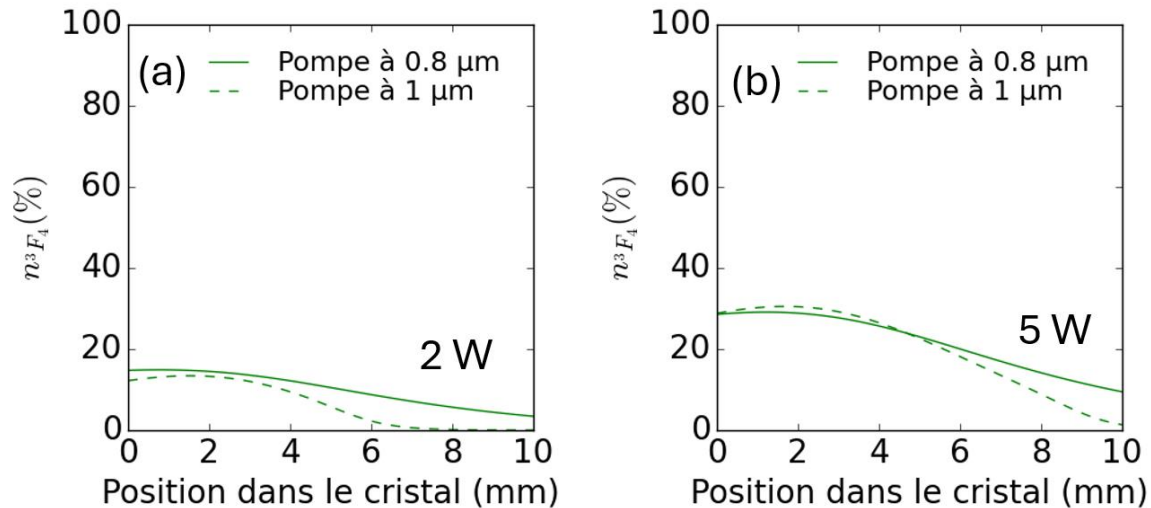 (a)
Pompe à 0.8 μm
Pompe à 1 μm
100
80
60
40
20
0
n³F₄(%)
2 W
0 2 4 6 8 10
Position dans le cristal (mm)
(b)
Pompe à 0.8 μm
Pompe à 1 μm
100
80
60
40
20
0
n³F₄(%)
5 W
0 2 4 6 8 10
Position dans le cristal (mm)